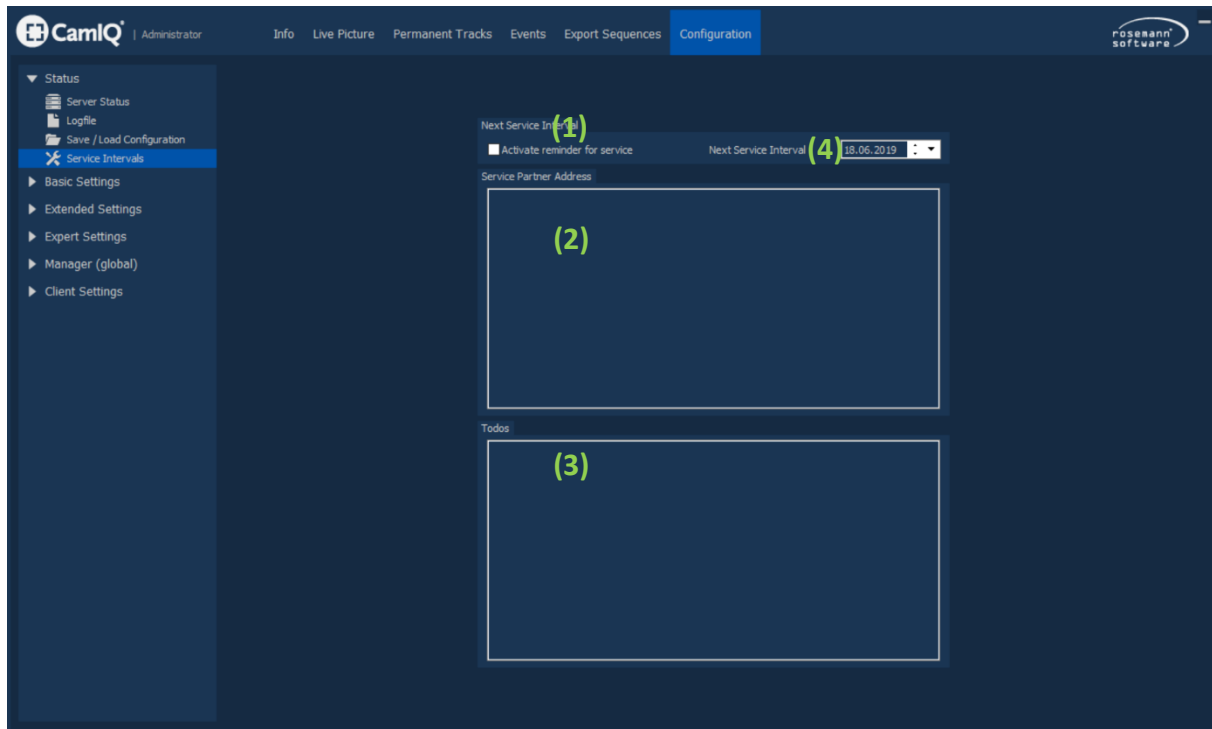 CamIQ | Administrator
Info Live Picture Permanent Tracks Events Export Sequences Configuration
rosemann
software
Status
Server Status
Logfile
Save / Load Configuration
Service Intervals
Basic Settings
Extended Settings
Expert Settings
Manager (global)
Client Settings
Next Service Interval
(1)
Activate reminder for service Next Service Interval (4) 18.06.2019
Service Partner Address
(2)
Todos
(3)